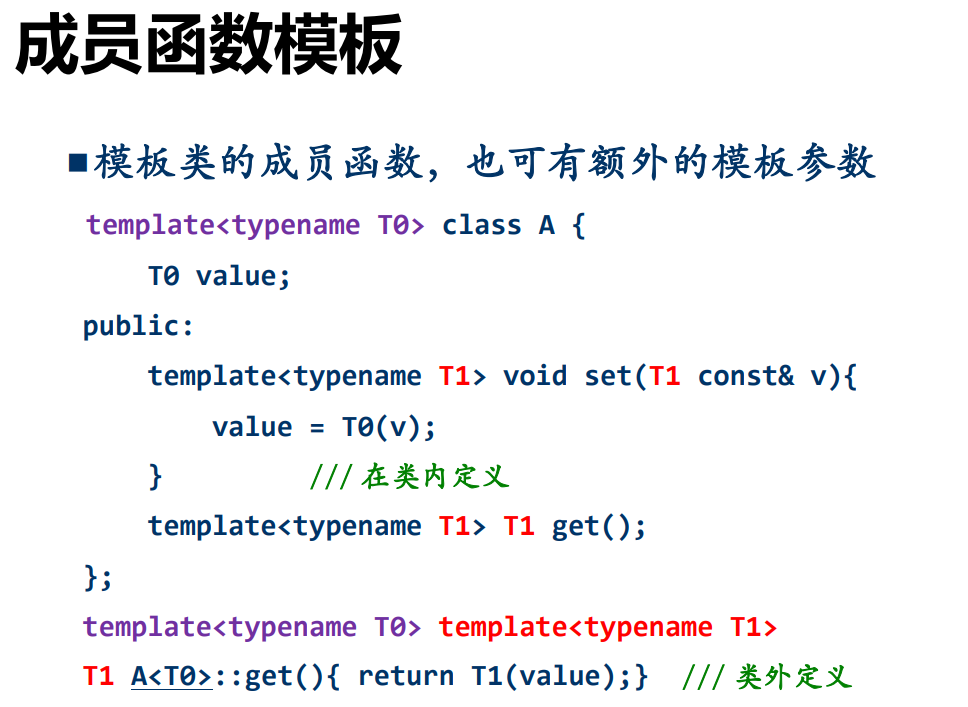 成员函数模板
■模板类的成员函数，也可有额外的模板参数
template<typename T0> class A {
T0 value;
public:
template<typename T1> void set(T1 const& v){
value = T0(v);
} /// 在类内定义
template<typename T1> T1 get();
};
template<typename T0> template<typename T1>
T1 A<T0>::get(){ return T1(value);} /// 类外定义